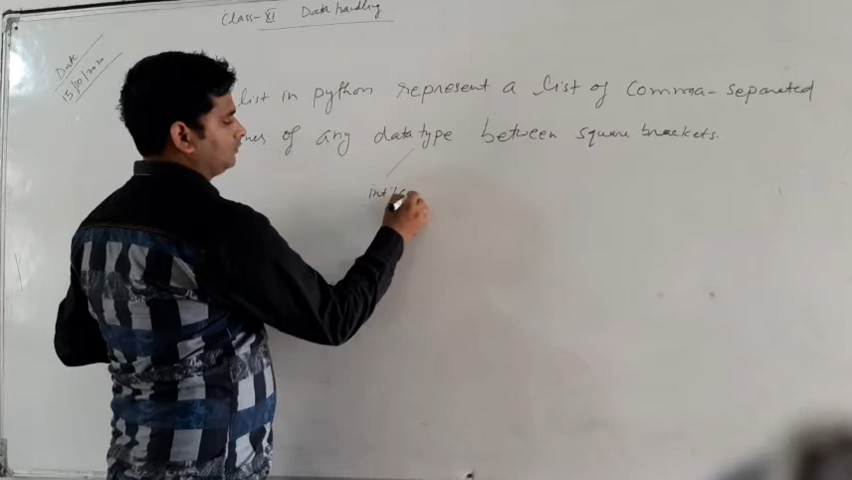 Class-XI Data handling
Date
15/10/2020
list in python represent a list of Comma-separated
of any datatype between square brackets.